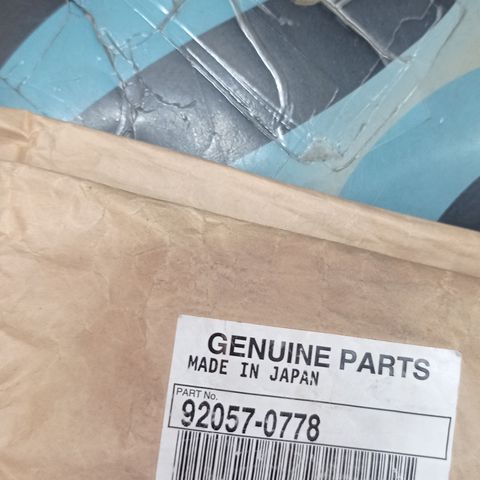 GENUINE PARTS
MADE IN JAPAN
PART No.
92057-0778